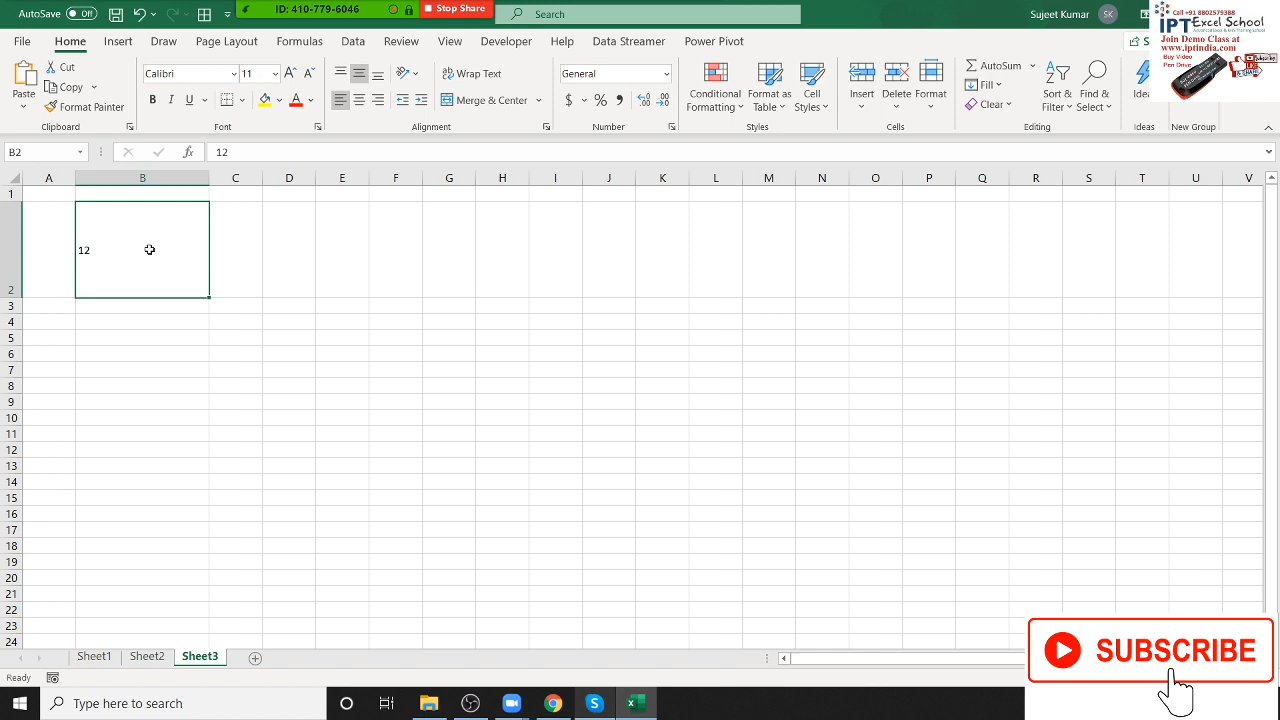 AutoSave Off
ID: 410-779-6046
Stop Share
Search
Sujeet Kumar
SK
Call +91 8802579388
iPT Excel School
Join Demo Class at
www.iptindia.com
Buy Video
Pen Drive
File Home Insert Draw Page Layout Formulas Data Review View Developer Help Data Streamer Power Pivot
Paste
Cut
Copy
Format Painter
Clipboard
Calibri 11
B I U
Font
Wrap Text
Merge & Center
Alignment
General
$ % ,
Number
Conditional Formatting
Format as Table
Cell Styles
Styles
Insert Delete Format
Cells
AutoSum
Fill
Clear
Sort & Filter
Find & Select
Editing
Ideas
Ideas
New Group
B2 fx 12
A B C D E F G H I J K L M N O P Q R S T U V
1
12
2
3
4
5
6
7
8
9
10
11
12
13
14
15
16
17
18
19
20
21
22
23
24
Sheet1 Sheet2 Sheet3
SUBSCRIBE
Ready
Type here to search